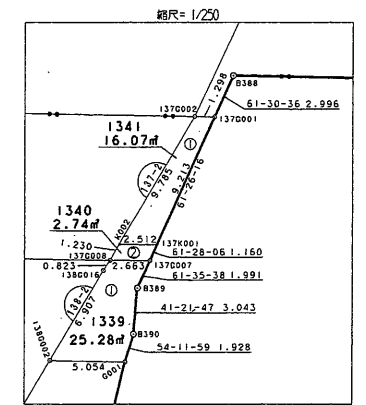 縮尺= 1/250
B388
1.298
61-30-36 2.996
137G002
137G001
1341
16.07㎡
①
137-2
9.785
9.213
61-26-16
1340
2.74㎡
K002
2.512
137K001
1.230
②
61-28-06 1.160
137G008
0.823
2.663
137G007
138G016
61-35-38 1.991
138-2
①
B389
6.907
41-21-47 3.043
1339
25.28㎡
B390
54-11-59 1.928
138G002
5.054
G001